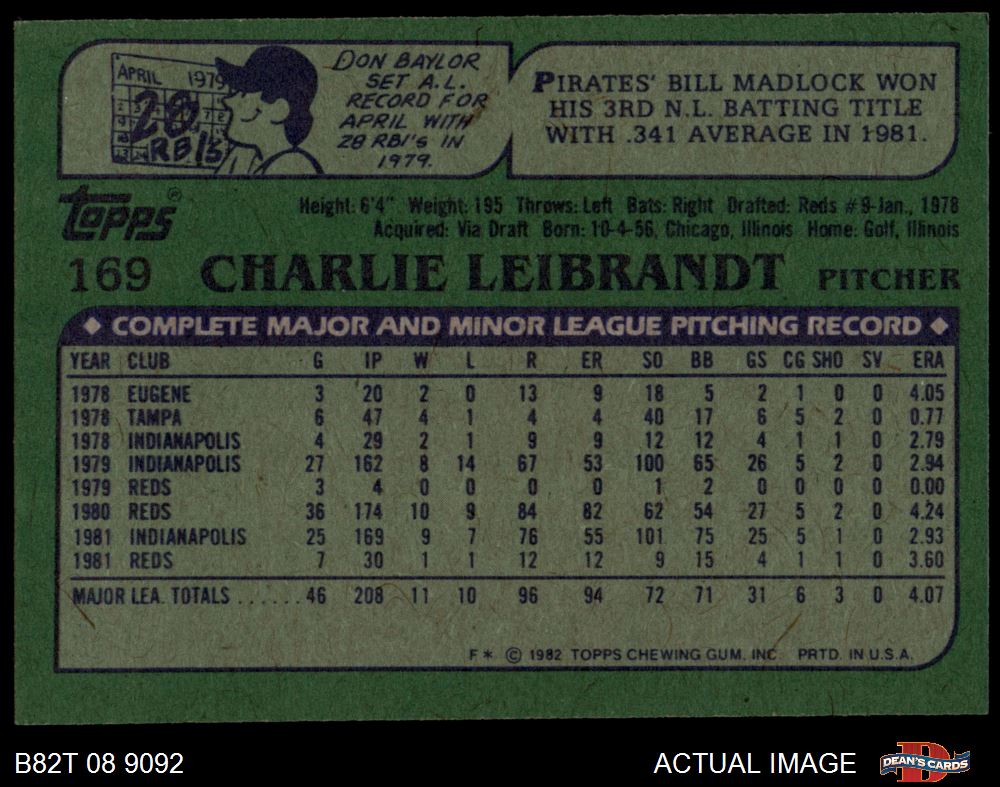 APRIL 1979
28
RBI'S
DON BAYLOR
SET A.L.
RECORD FOR
APRIL WITH
28 RBI's IN
1979.
PIRATES' BILL MADLOCK WON
HIS 3RD N.L. BATTING TITLE
WITH .341 AVERAGE IN 1981.
Topps®
Height: 6'4" Weight: 195 Throws: Left Bats: Right Drafted: Reds #9-Jan., 1978
Acquired: Via Draft Born: 10-4-56, Chicago, Illinois Home: Golf, Illinois
169 CHARLIE LEIBRANDT PITCHER
◆ COMPLETE MAJOR AND MINOR LEAGUE PITCHING RECORD ◆
YEAR CLUB G IP W L R ER SO BB GS CG SHO SV ERA
1978 EUGENE 3 20 2 0 13 9 18 5 2 1 0 0 4.05
1978 TAMPA 6 47 4 1 4 4 40 17 6 5 2 0 0.77
1978 INDIANAPOLIS 4 29 2 1 9 9 12 12 4 1 1 0 2.79
1979 INDIANAPOLIS 27 162 8 14 67 53 100 65 26 5 2 0 2.94
1979 REDS 3 4 0 0 0 0 1 2 0 0 0 0 0.00
1980 REDS 36 174 10 9 84 82 62 54 27 5 2 0 4.24
1981 INDIANAPOLIS 25 169 9 7 76 55 101 75 25 5 1 0 2.93
1981 REDS 7 30 1 1 12 12 9 15 4 1 1 0 3.60
MAJOR LEA. TOTALS ...... 46 208 11 10 96 94 72 71 31 6 3 0 4.07
F * © 1982 TOPPS CHEWING GUM, INC. PRTD. IN U.S.A.
B82T 08 9092
ACTUAL IMAGE
DEAN'S CARDS